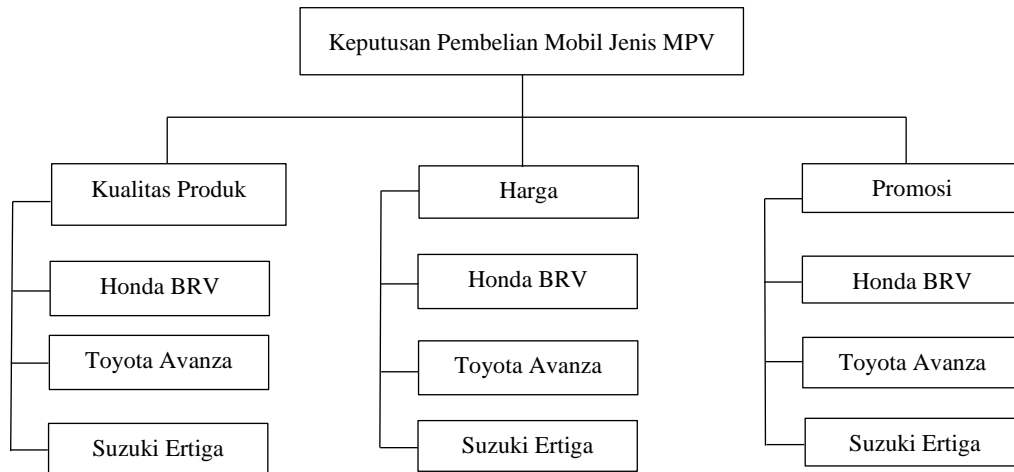 Keputusan Pembelian Mobil Jenis MPV
Kualitas Produk
Harga
Promosi
Honda BRV
Honda BRV
Honda BRV
Toyota Avanza
Toyota Avanza
Toyota Avanza
Suzuki Ertiga
Suzuki Ertiga
Suzuki Ertiga